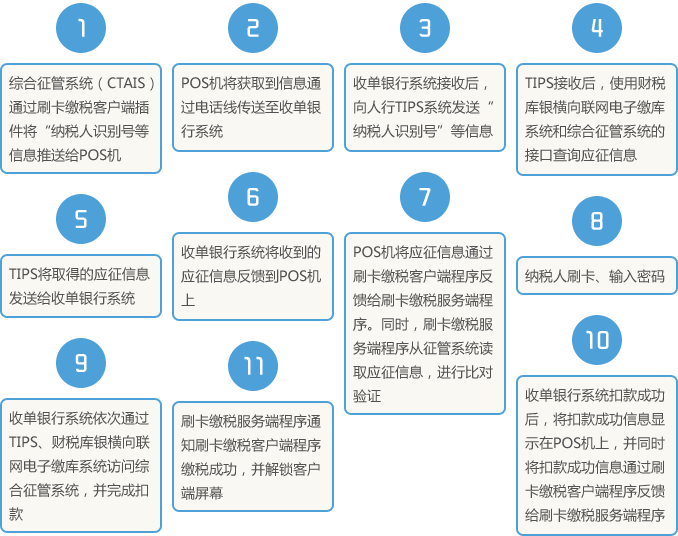 1
综合征管系统（CTAIS）
通过刷卡缴税客户端插
件将“纳税人识别号等
信息推送给POS机
2
POS机将获取到信息通
过电话线传送至收单银
行系统
3
收单银行系统接收后，
向人行TIPS系统发送“
纳税人识别号”等信息
4
TIPS接收后，使用财税
库银横向联网电子缴库
系统和综合征管系统的
接口查询应征信息
5
TIPS将取得的应征信息
发送给收单银行系统
6
收单银行系统将收到的
应征信息反馈到POS机
上
7
POS机将应征信息通过
刷卡缴税客户端程序反
馈给刷卡缴税服务端程
序。同时，刷卡缴税服
务端程序从征管系统读
取应征信息，进行比对
验证
8
纳税人刷卡、输入密码
9
收单银行系统依次通过
TIPS、财税库银横向联
网电子缴库系统访问综
合征管系统，并完成扣
款
10
收单银行系统扣款成功
后，将扣款成功信息显
示在POS机上，并同时
将扣款成功信息通过刷
卡缴税客户端程序反馈
给刷卡缴税服务端程序
11
刷卡缴税服务端程序通
知刷卡缴税客户端程序
缴税成功，并解锁客户
端屏幕